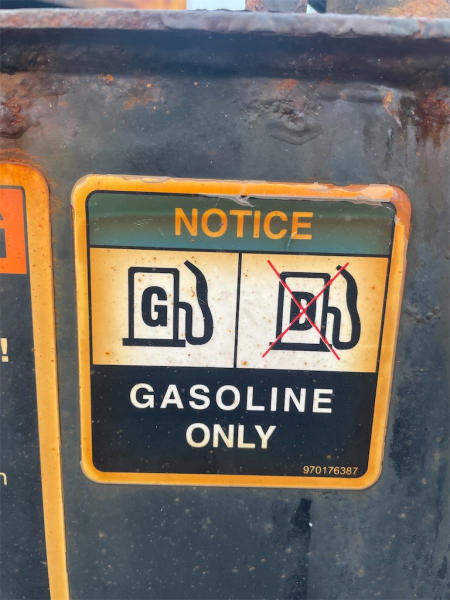 NOTICE
G
D
GASOLINE
ONLY
970176387
!
n